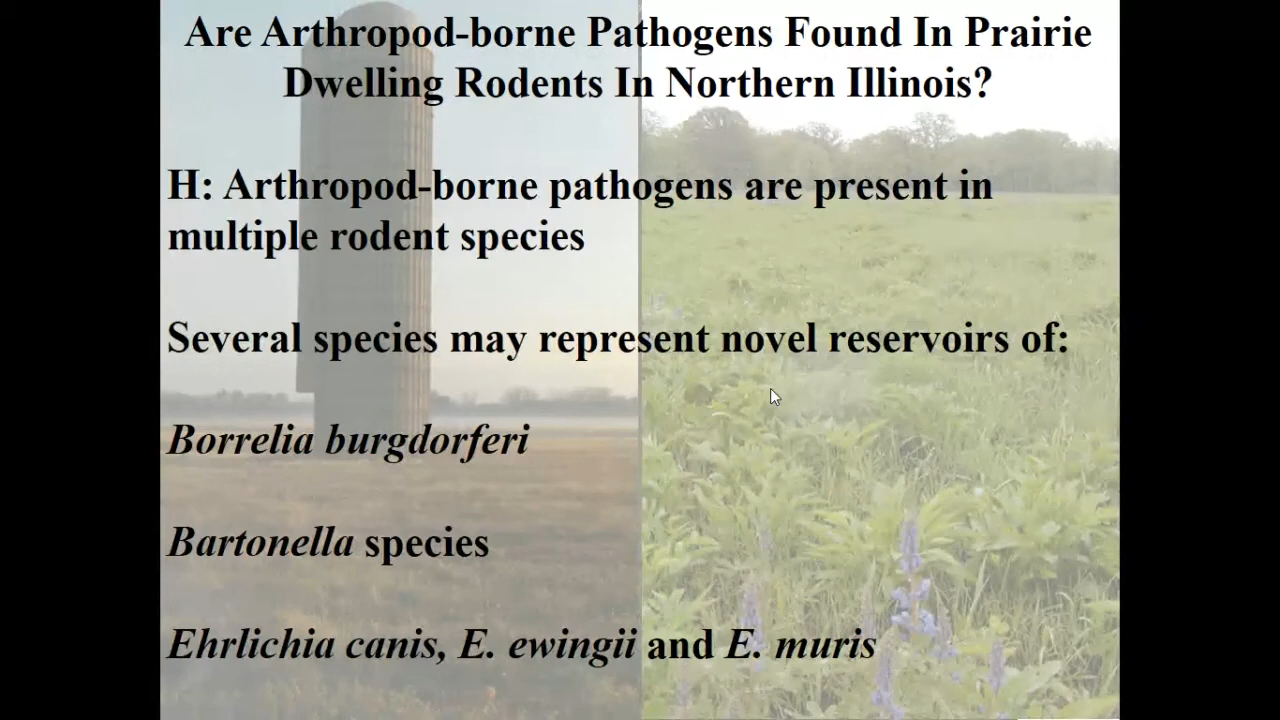 Are Arthropod-borne Pathogens Found In Prairie
Dwelling Rodents In Northern Illinois?
H: Arthropod-borne pathogens are present in
multiple rodent species
Several species may represent novel reservoirs of:
Borrelia burgdorferi
Bartonella species
Ehrlichia canis, E. ewingii and E. muris